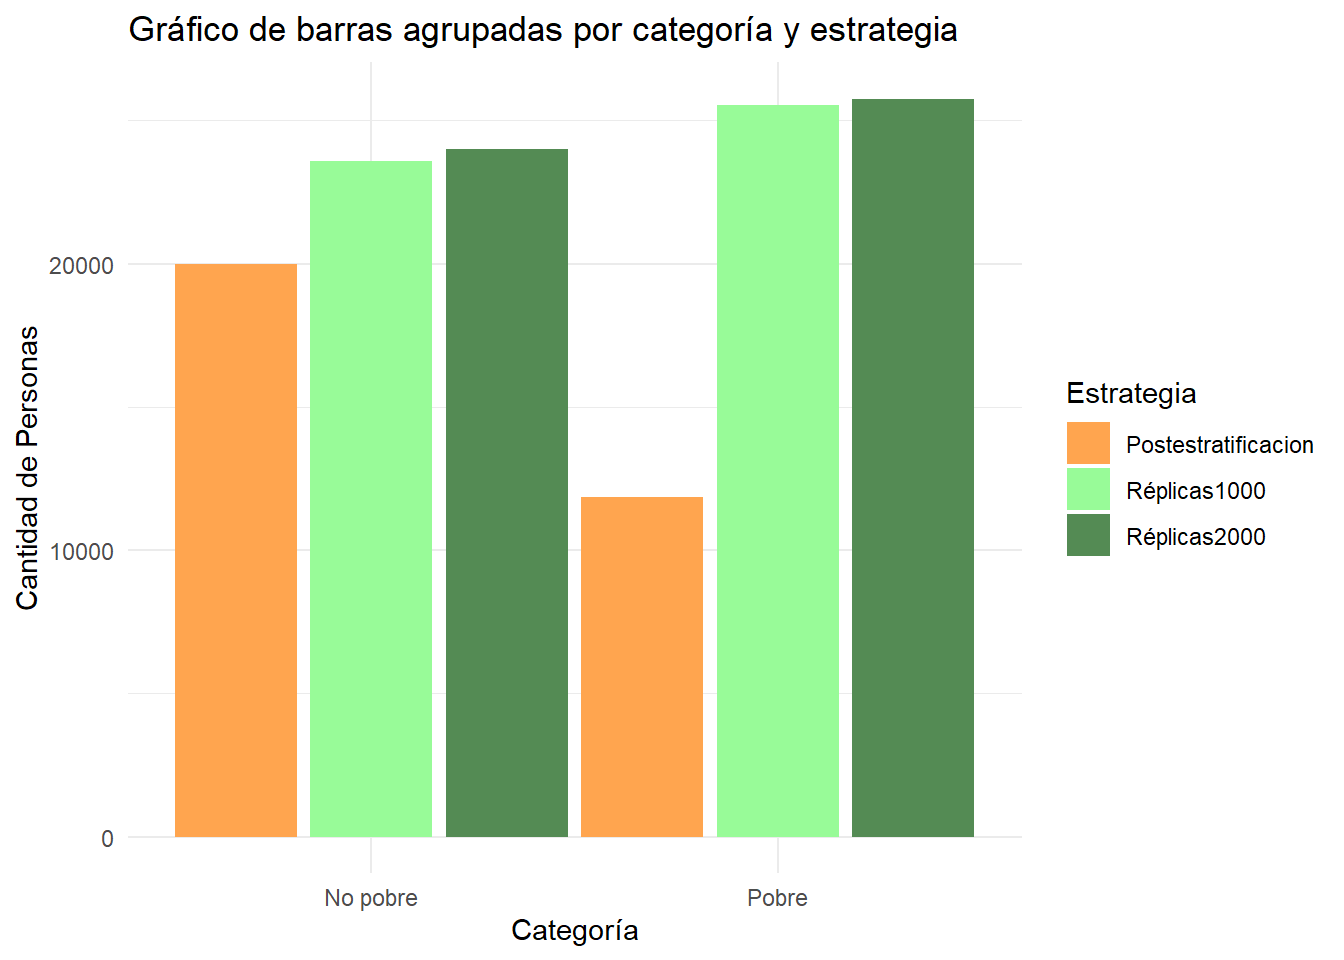 Gráfico de barras agrupadas por categoría y estrategia
Cantidad de Personas
20000
10000
0
No pobre
Pobre
Categoría
Estrategia
Postestratificacion
Réplicas1000
Réplicas2000